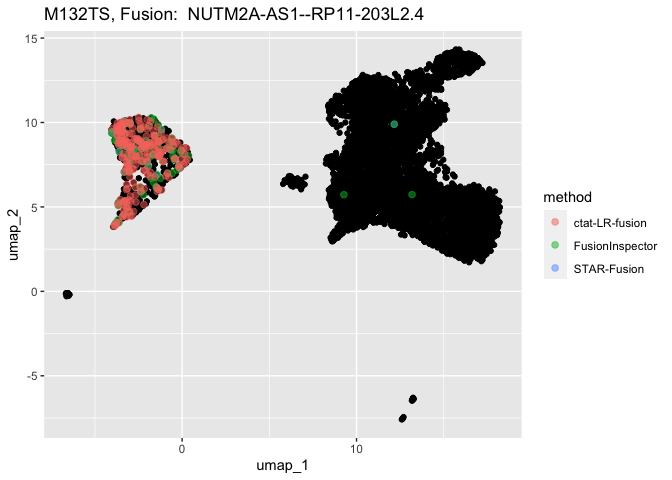 M132TS, Fusion:  NUTM2A-AS1--RP11-203L2.4
15
10
5
0
-5
umap_2
0
10
umap_1
method
ctat-LR-fusion
FusionInspector
STAR-Fusion